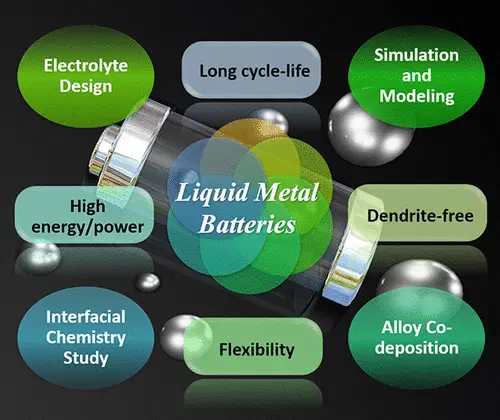 Electrolyte
Design
Long cycle-life
Simulation
and
Modeling
High
energy/power
Liquid Metal
Batteries
Dendrite-free
Interfacial
Chemistry
Study
Flexibility
Alloy Co-
deposition